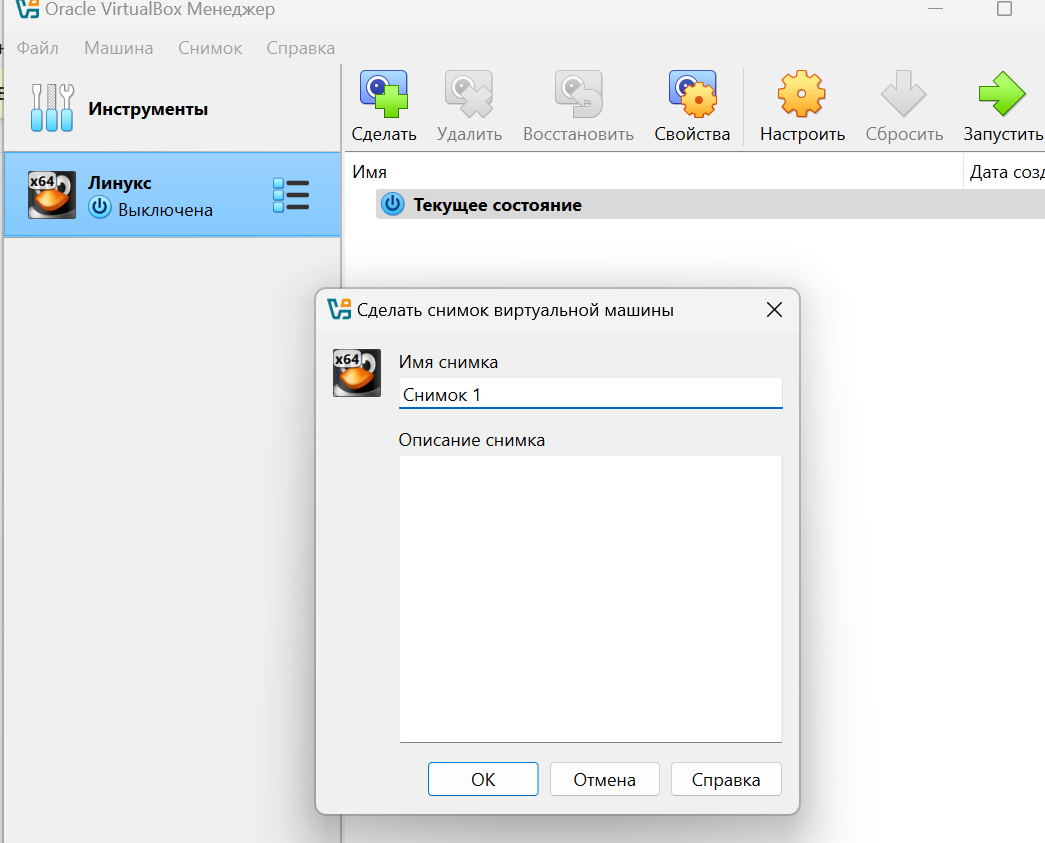 Oracle VirtualBox Менеджер
Файл Машина Снимок Справка
Инструменты
Сделать Удалить Восстановить Свойства Настроить Сбросить Запустить
Имя Дата созд
x64 Линукс
Выключена
Текущее состояние
Сделать снимок виртуальной машины
x64
Имя снимка
Снимок 1
Описание снимка
ОК Отмена Справка